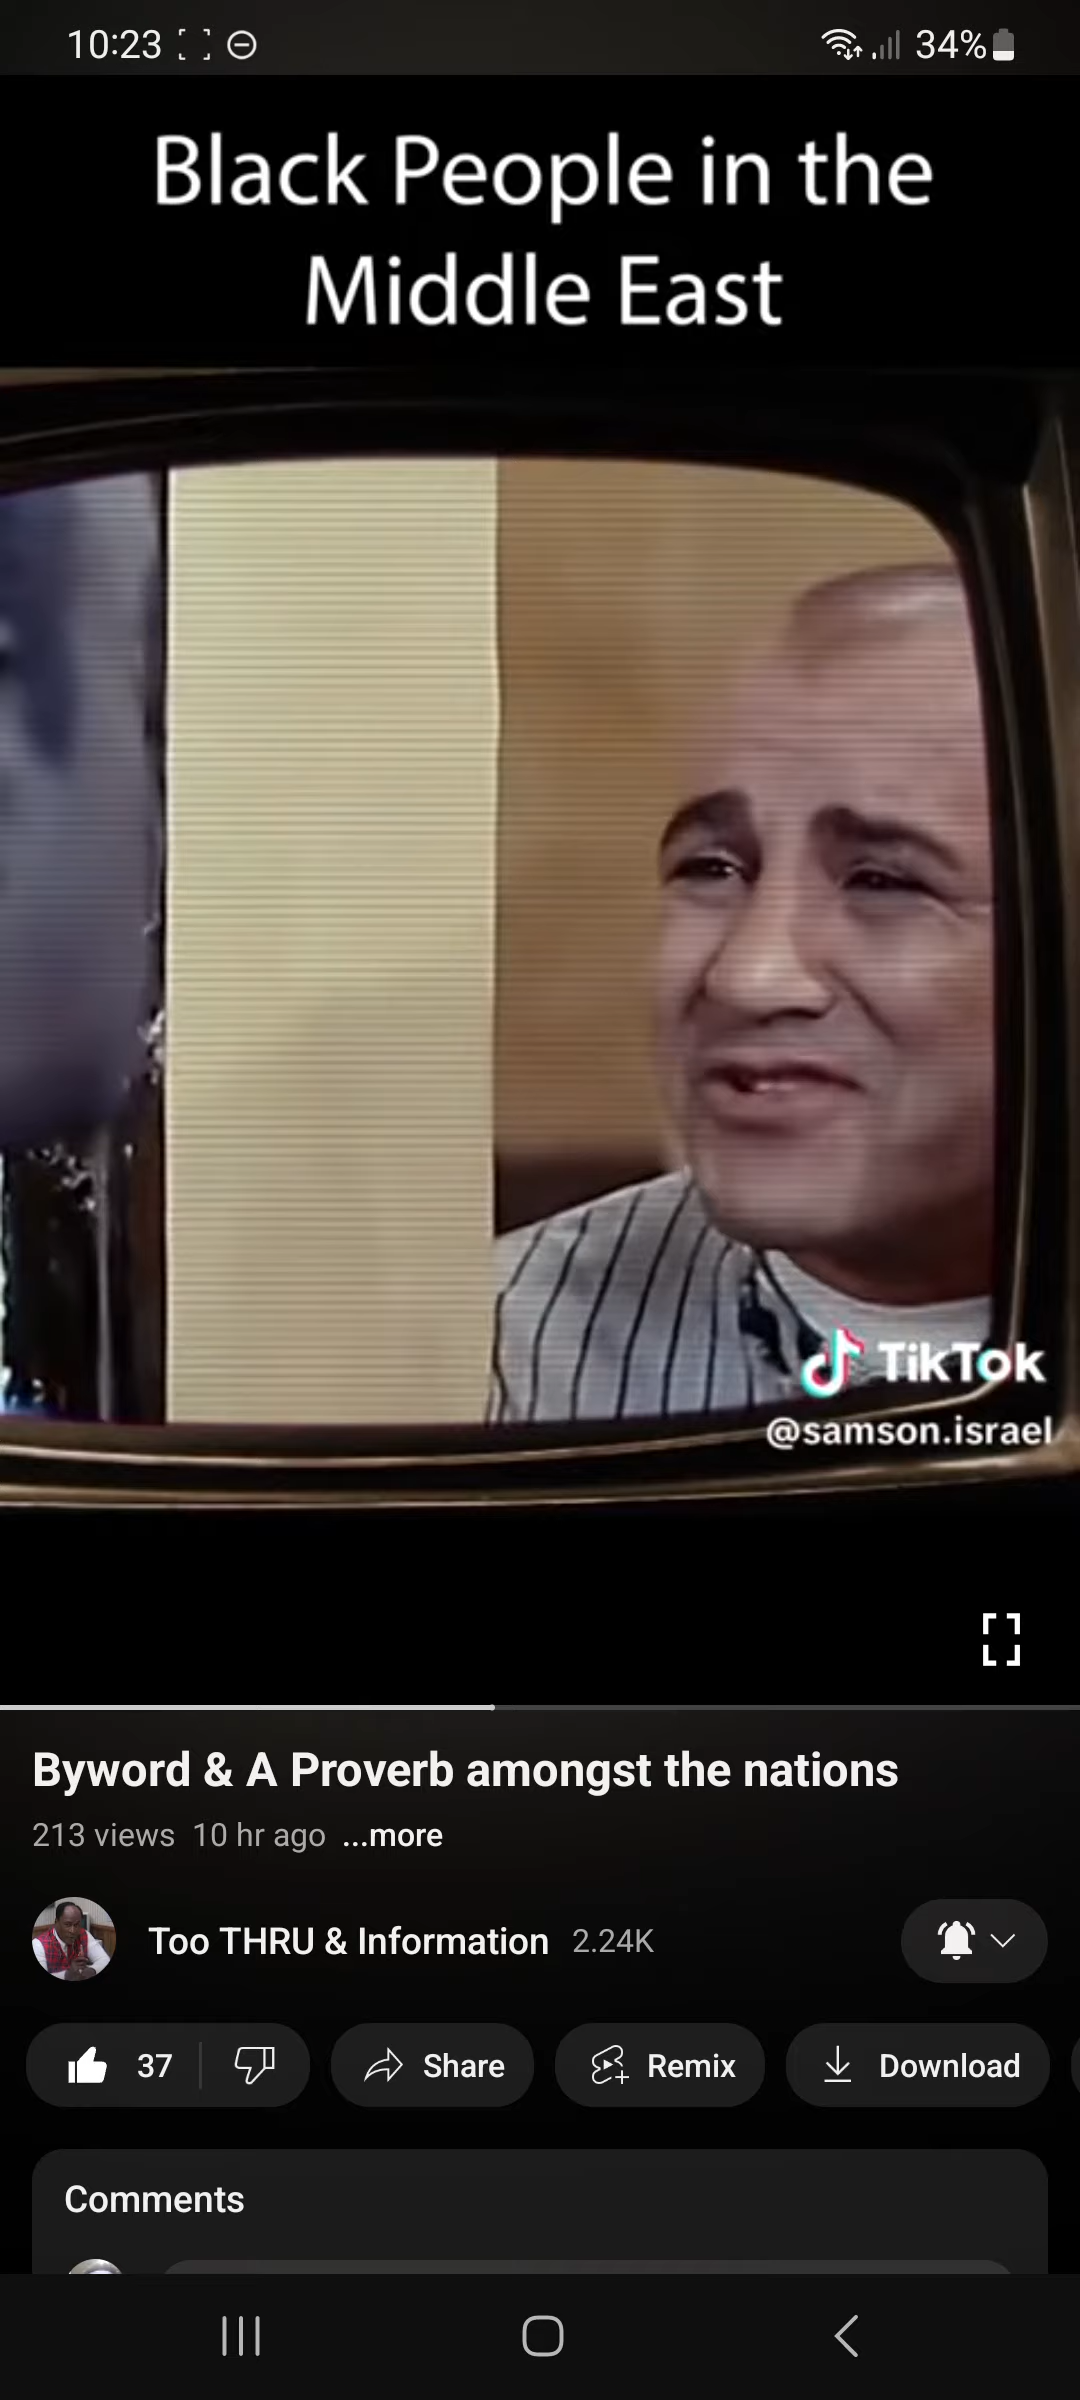 10:23 34%
Black People in the
Middle East
TikTok
@samson.israel
Byword & A Proverb amongst the nations
213 views 10 hr ago ...more
Too THRU & Information 2.24K
37 Share Remix Download
Comments